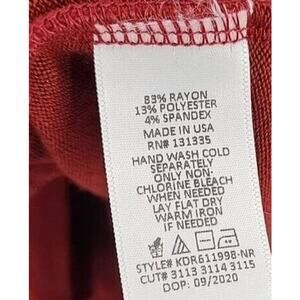 83% RAYON
13% POLYESTER
4% SPANDEX
MADE IN USA
RN# 131335
HAND WASH COLD
SEPARATELY
ONLY NON
CHLORINE BLEACH
WHEN NEEDED
LAY FLAT DRY
WARM IRON
IF NEEDED
STYLE# KDR611998-NR
CUT# 3113 3114 3115
DOP: 09/2020